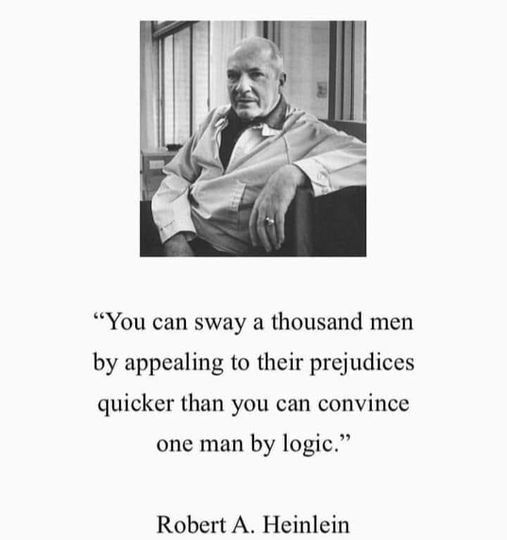 “You can sway a thousand men
by appealing to their prejudices
quicker than you can convince
one man by logic.”
Robert A. Heinlein